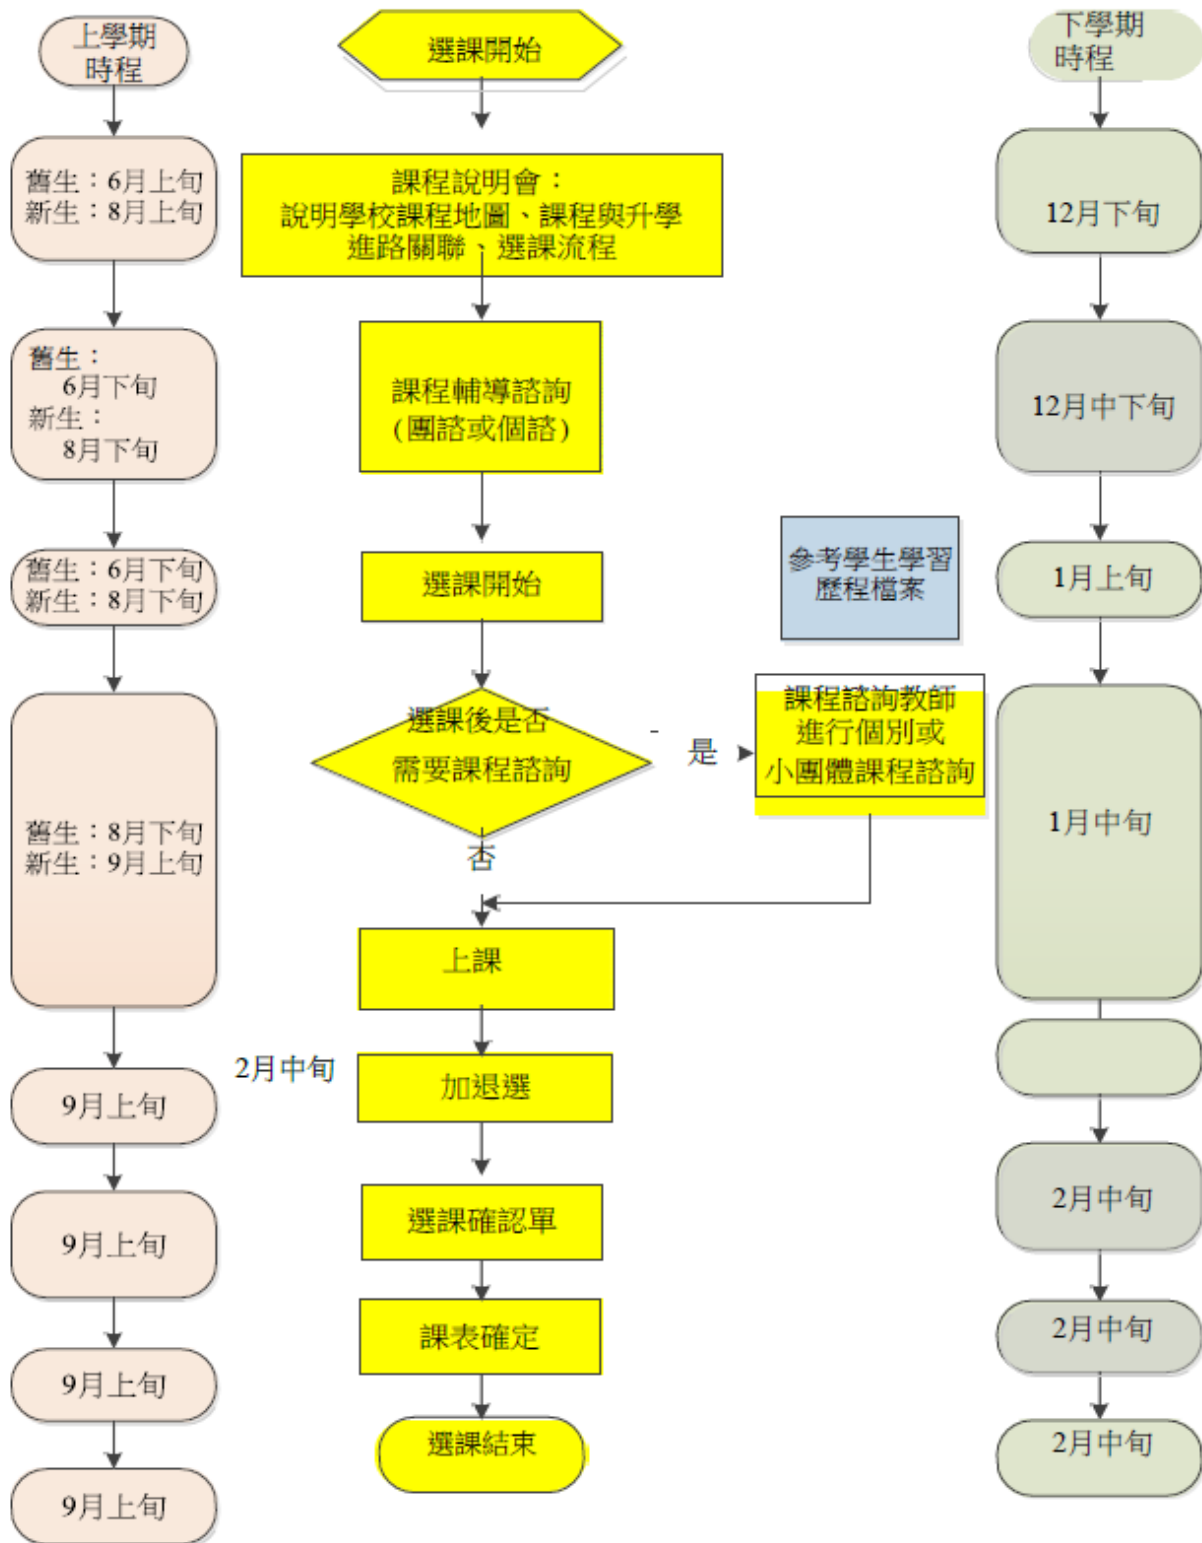 上學期
時程
舊生：6月上旬
新生：8月上旬
舊生：
6月下旬
新生：
8月下旬
舊生：6月下旬
新生：8月下旬
舊生：8月下旬
新生：9月上旬
9月上旬
9月上旬
9月上旬
9月上旬
選課開始
課程說明會：
說明學校課程地圖、課程與升學
進路關聯、選課流程
課程輔導諮詢
(團諮或個諮)
選課開始
選課後是否
需要課程諮詢
是
否
參考學生學習
歷程檔案
課程諮詢教師
進行個別或
小團體課程諮詢
上課
2月中旬
加退選
選課確認單
課表確定
選課結束
下學期
時程
12月下旬
12月中下旬
1月上旬
1月中旬
2月中旬
2月中旬
2月中旬